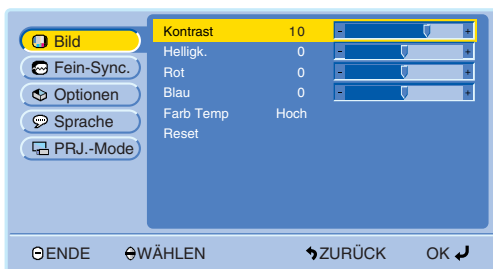 Bild
Fein-Sync.
Optionen
Sprache
PRJ.-Mode
Kontrast 10 - +
Helligk. 0 - +
Rot 0 - +
Blau 0 - +
Farb Temp Hoch
Reset
ENDE WÄHLEN ZURÜCK OK